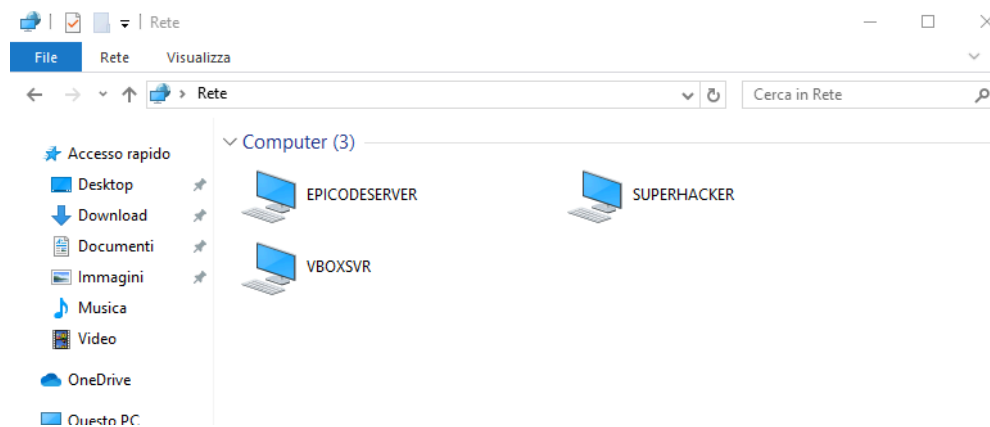 Rete
File Rete Visualizza
Rete Cerca in Rete
Accesso rapido
Desktop
Download
Documenti
Immagini
Musica
Video
OneDrive
Questo PC
Computer (3)
EPICODESERVER SUPERHACKER
VBOXSVR